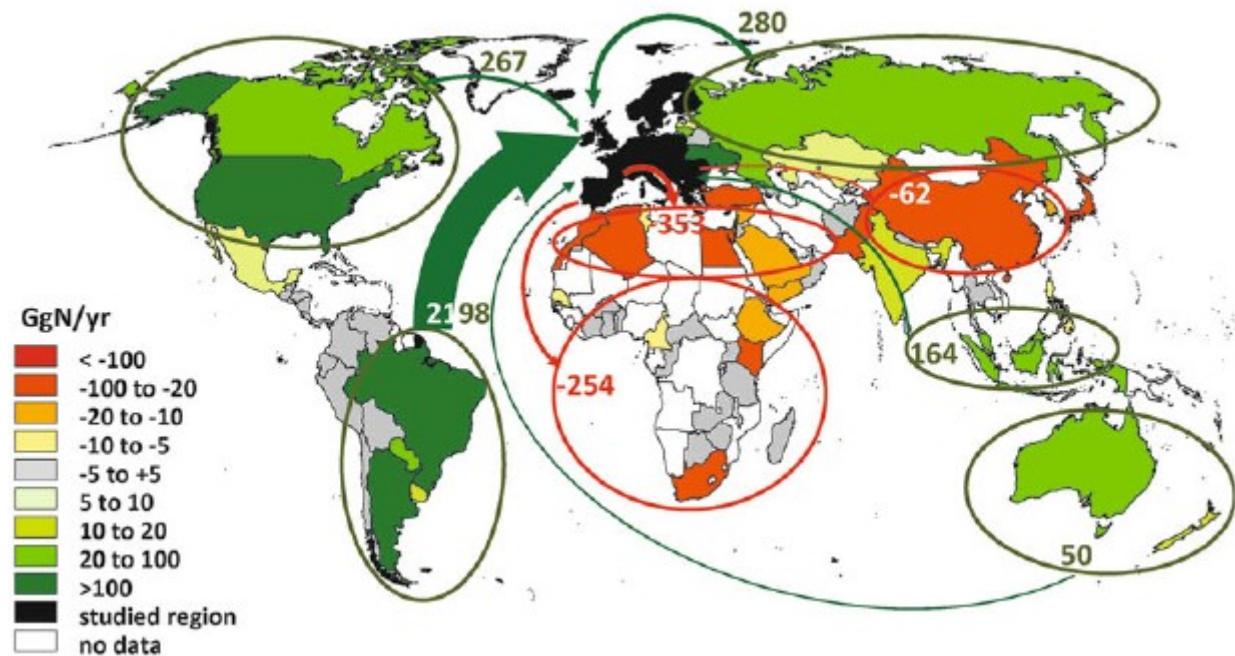 280
267
-62
-353
2198
GgN/yr
< -100
-100 to -20
-20 to -10
-10 to -5
-5 to +5
5 to 10
10 to 20
20 to 100
>100
studied region
no data
164
-254
50